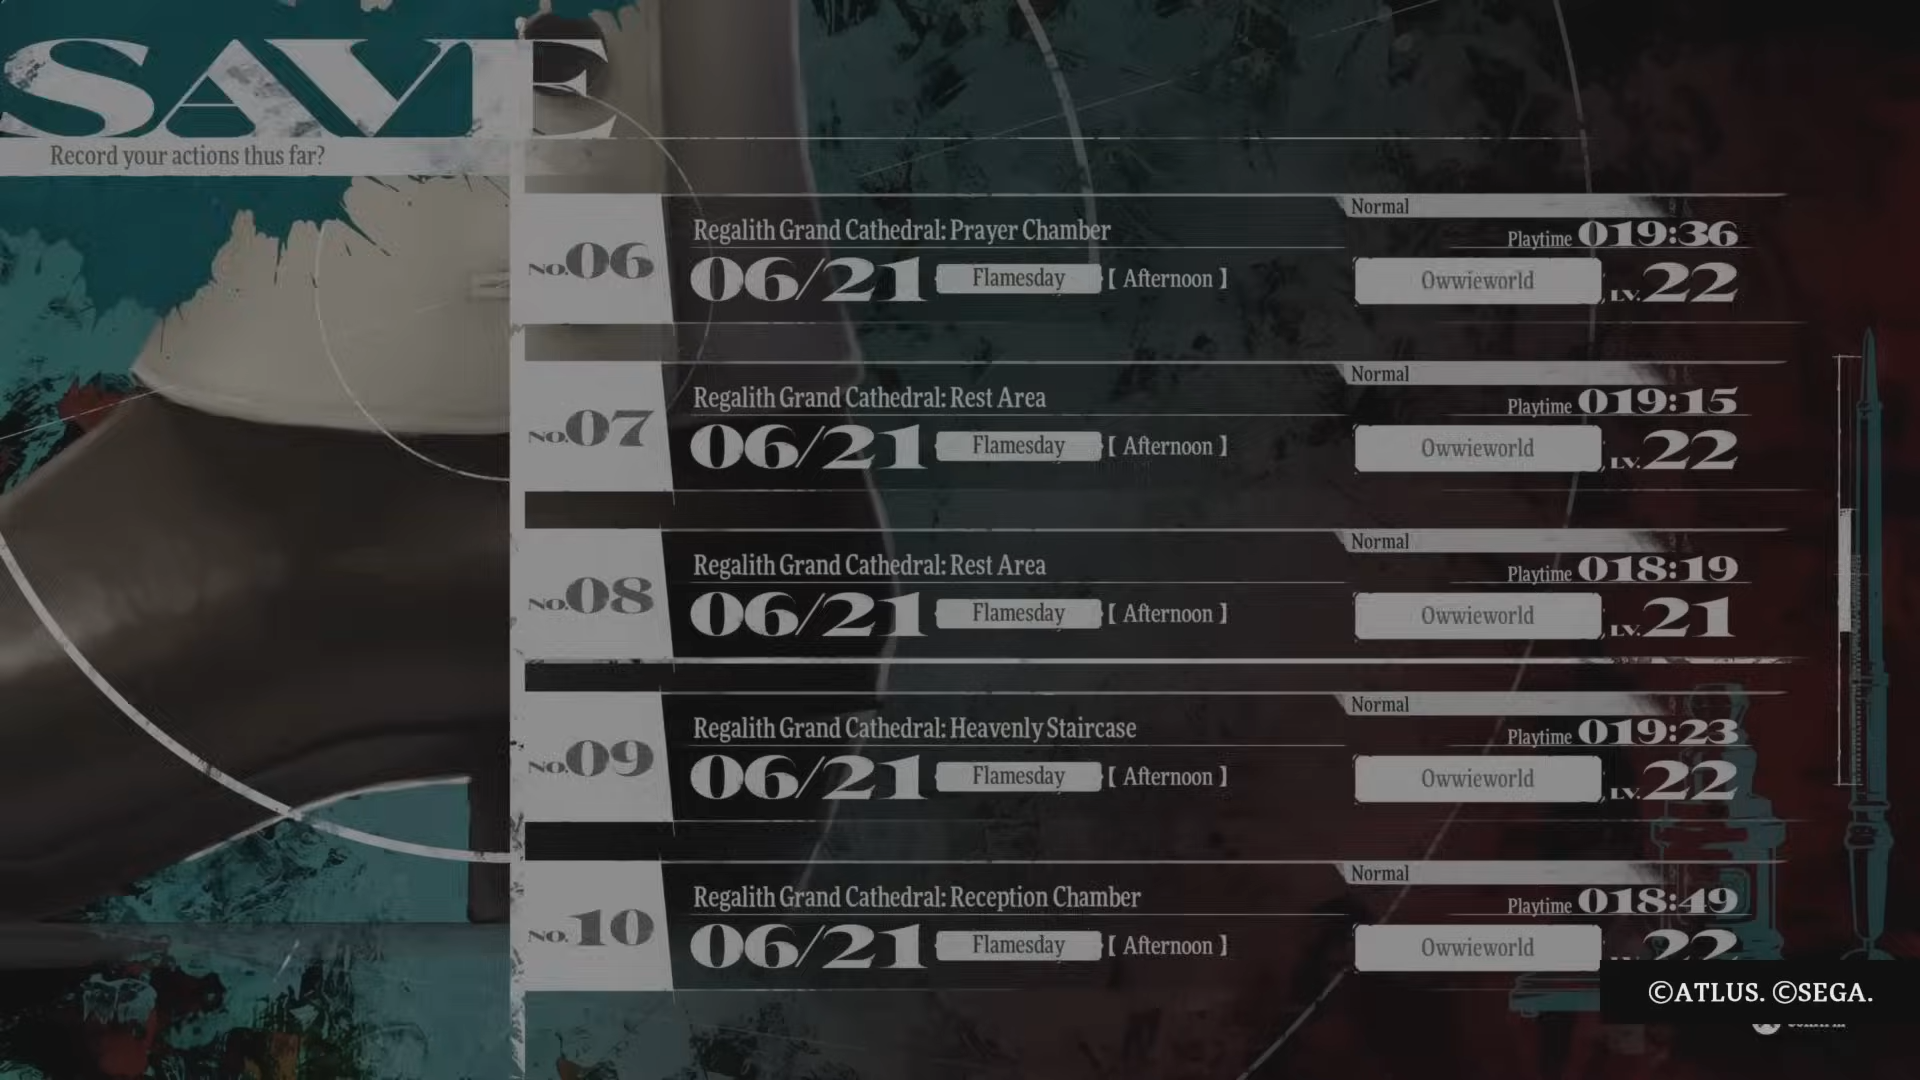 SAVE
Record your actions thus far?
No.06
Regalith Grand Cathedral: Prayer Chamber
06/21 Flamesday [ Afternoon ]
Normal
Playtime 019:36
Owwieworld LV.22
No.07
Regalith Grand Cathedral: Rest Area
06/21 Flamesday [ Afternoon ]
Normal
Playtime 019:15
Owwieworld LV.22
No.08
Regalith Grand Cathedral: Rest Area
06/21 Flamesday [ Afternoon ]
Normal
Playtime 018:19
Owwieworld LV.21
No.09
Regalith Grand Cathedral: Heavenly Staircase
06/21 Flamesday [ Afternoon ]
Normal
Playtime 019:23
Owwieworld LV.22
No.10
Regalith Grand Cathedral: Reception Chamber
06/21 Flamesday [ Afternoon ]
Normal
Playtime 018:49
Owwieworld 22
©ATLUS. ©SEGA.